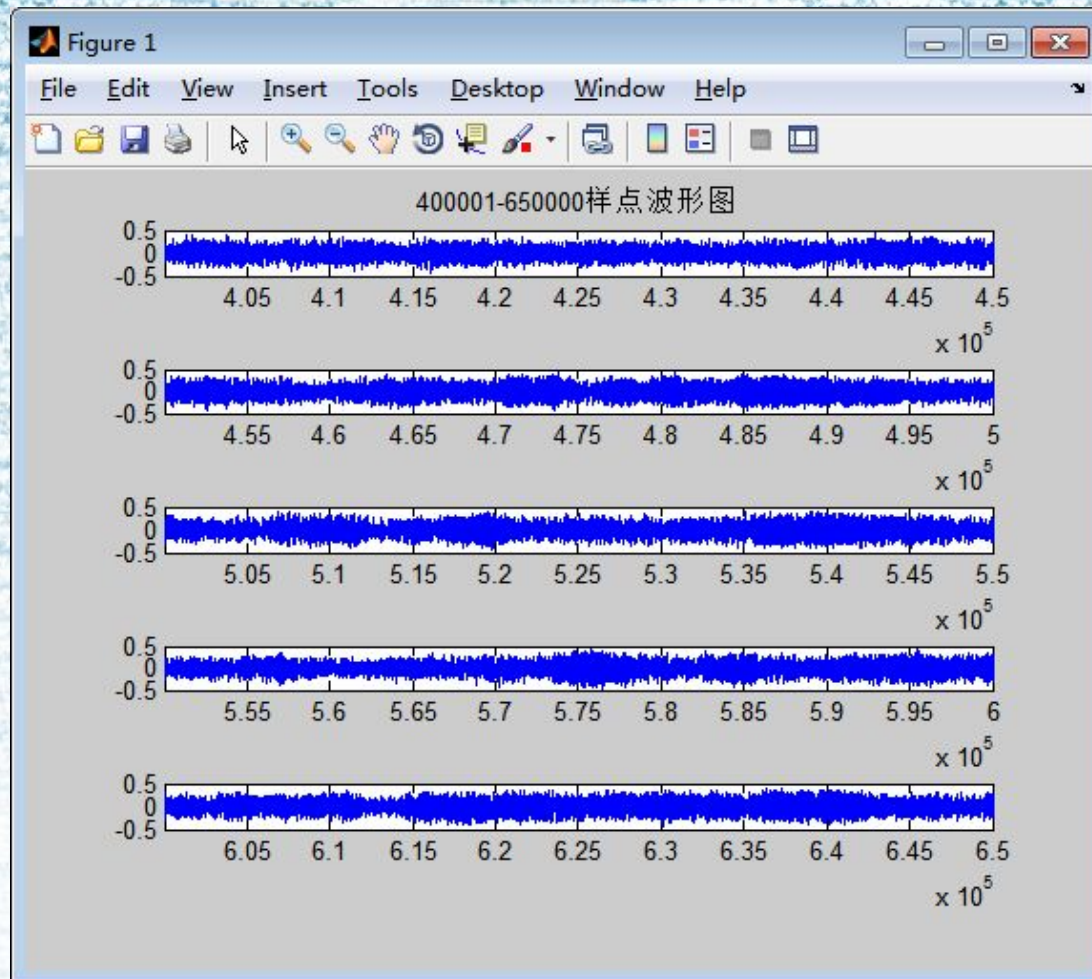 Figure 1
File Edit View Insert Tools Desktop Window Help
400001-650000样点波形图
0.5
0
-0.5
4.05 4.1 4.15 4.2 4.25 4.3 4.35 4.4 4.45 4.5
x 10^5
0.5
0
-0.5
4.55 4.6 4.65 4.7 4.75 4.8 4.85 4.9 4.95 5
x 10^5
0.5
0
-0.5
5.05 5.1 5.15 5.2 5.25 5.3 5.35 5.4 5.45 5.5
x 10^5
0.5
0
-0.5
5.55 5.6 5.65 5.7 5.75 5.8 5.85 5.9 5.95 6
x 10^5
0.5
0
-0.5
6.05 6.1 6.15 6.2 6.25 6.3 6.35 6.4 6.45 6.5
x 10^5